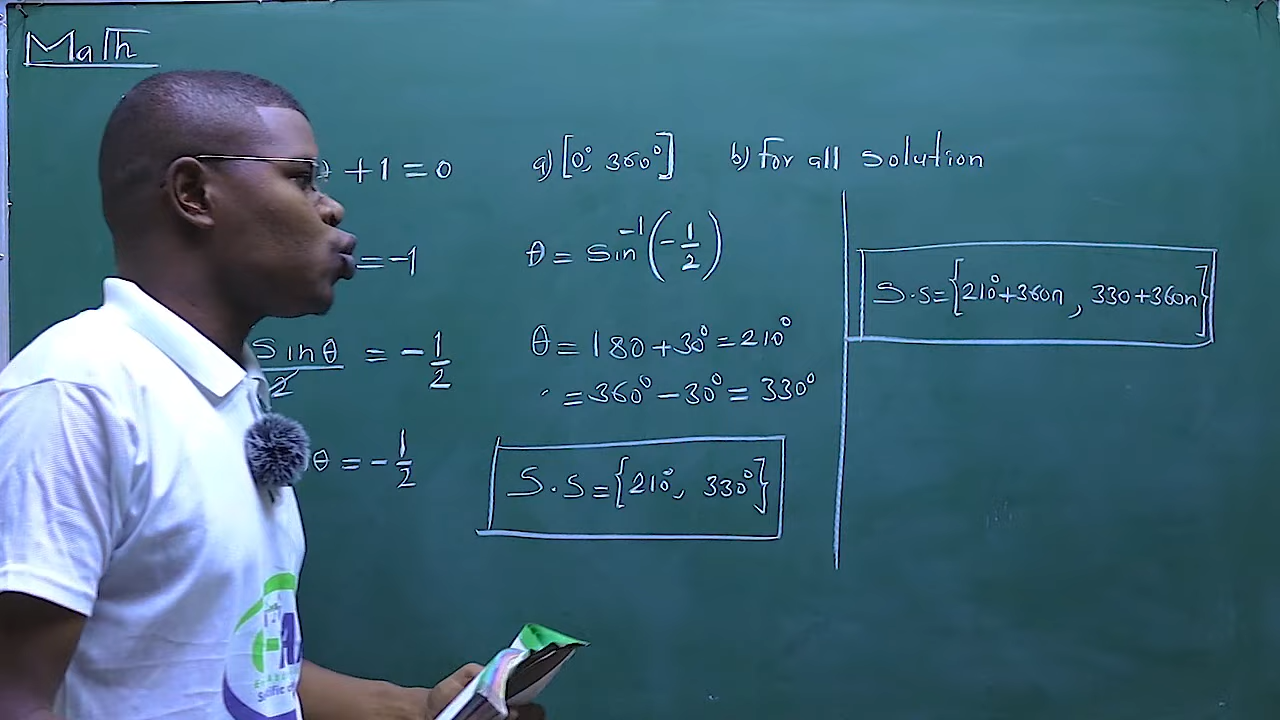 Math
+1=0 a) [0°, 360°] b) for all solution
=-1 θ = sin⁻¹(-1/2)
sinθ/2 = -1/2 θ = 180+30°=210°
=360°-30°=330°
θ = -1/2
S.S={210°, 330°}
S.S={210°+360n, 330+360n}